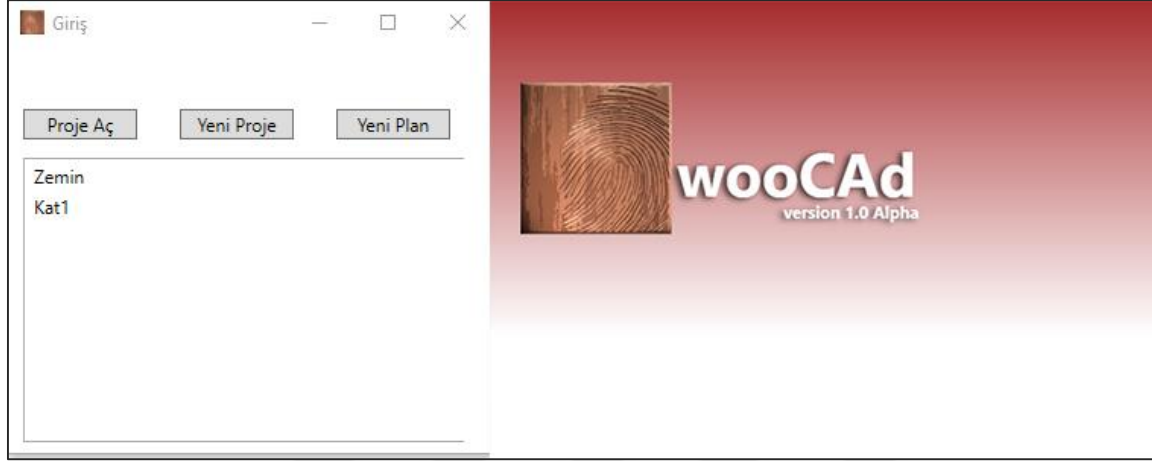 Giriş
Proje Aç
Yeni Proje
Yeni Plan
Zemin
Kat1
wooCAd
version 1.0 Alpha